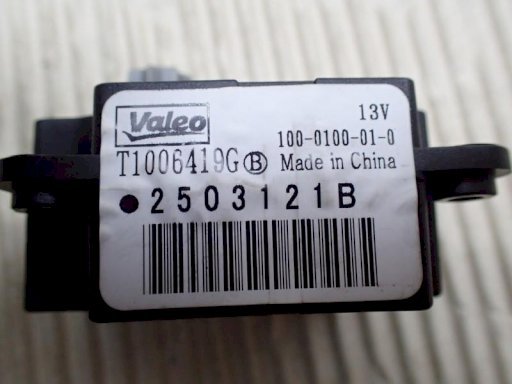 Valeo
13V
100-0100-01-0
T1006419G Ⓑ Made in China
●2503121B